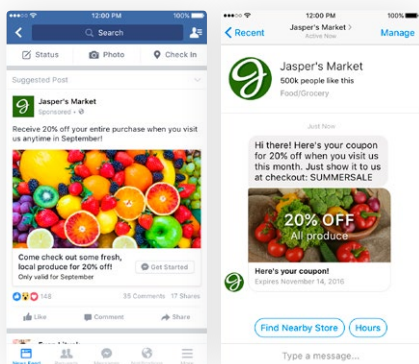 12:00 PM
100%
Search
Status
Photo
Check In
Suggested Post
Jasper's Market
Sponsored
Receive 20% off your entire purchase when you visit
us anytime in September!
Come check out some fresh,
local produce for 20% off!
Only valid for September
Get Started
148
35 Comments 17 Shares
Like
Comment
Share
12:00 PM
100%
Recent
Jasper's Market >
Active Now
Manage
Jasper's Market
500k people like this
Food/Grocery
Just Now
Hi there! Here's your coupon
for 20% off when you visit us
this month. Just show it to us
at checkout: SUMMERSALE
20% OFF
All produce
Here's your coupon!
Expires November 14, 2016
Find Nearby Store
Hours
Type a message...